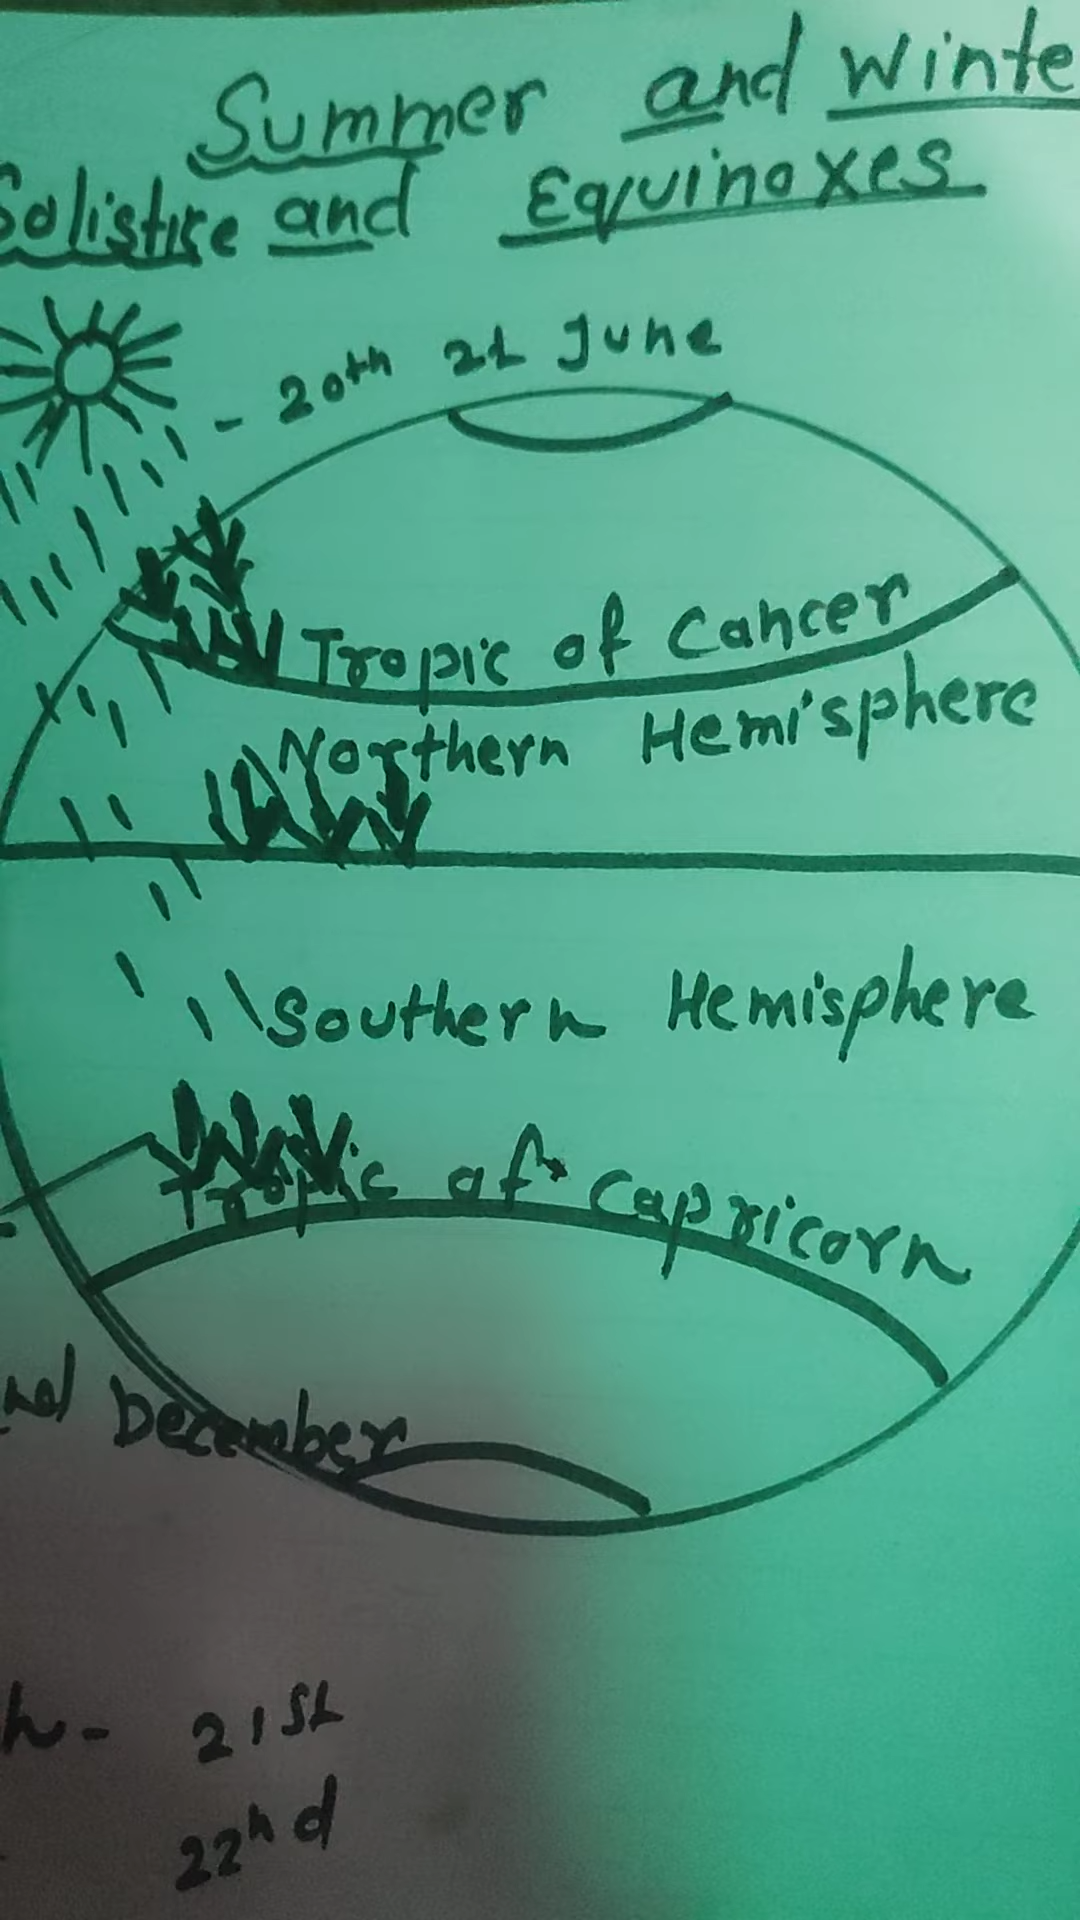 Summer and Winte
Solistice and Equinoxes
- 20th 21 June
Tropic of Cancer
Northern Hemisphere
Southern Hemisphere
Tropic of Capricorn
December
h - 21st
22nd